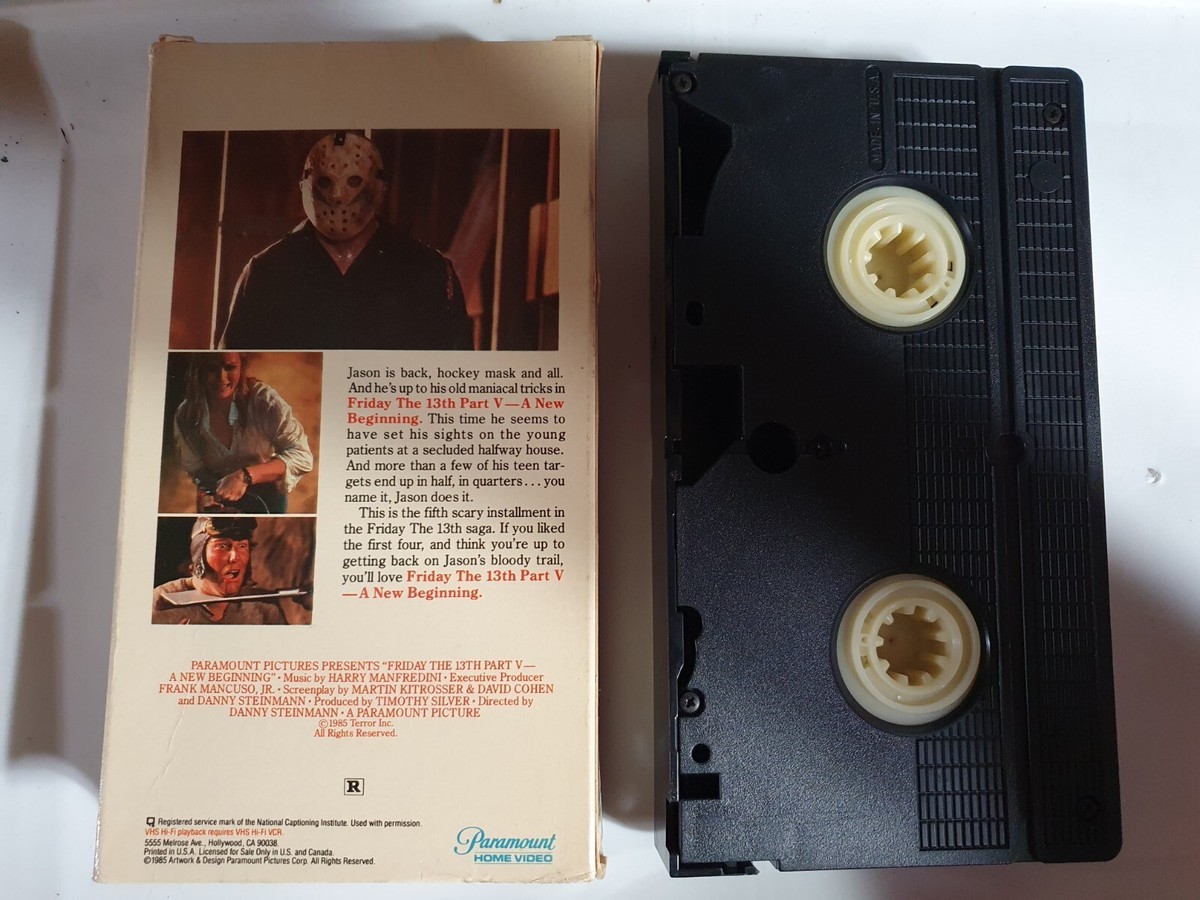 Jason is back, hockey mask and all.
And he's up to his old maniacal tricks in
Friday The 13th Part V—A New
Beginning. This time he seems to
have set his sights on the young
patients at a secluded halfway house.
And more than a few of his teen tar-
gets end up in half, in quarters...you
name it, Jason does it.
This is the fifth scary installment in
the Friday The 13th saga. If you liked
the first four, and think you're up to
getting back on Jason's bloody trail,
you'll love Friday The 13th Part V
—A New Beginning.
PARAMOUNT PICTURES PRESENTS "FRIDAY THE 13TH PART V—
A NEW BEGINNING" • Music by HARRY MANFREDINI • Executive Producer
FRANK MANCUSO, JR. • Screenplay by MARTIN KITROSSER & DAVID COHEN
and DANNY STEINMANN • Produced by TIMOTHY SILVER • Directed by
DANNY STEINMANN • A PARAMOUNT PICTURE
©1985 Terror Inc.
All Rights Reserved.
R
Registered service mark of the National Captioning Institute. Used with permission.
VHS Hi-Fi playback requires VHS Hi-Fi VCR.
5555 Melrose Ave., Hollywood, CA 90038.
Printed in U.S.A. Licensed for Sale Only in U.S. and Canada.
©1985 Artwork & Design Paramount Pictures Corp. All Rights Reserved.
Paramount
HOME VIDEO
MADE IN U.S.A.